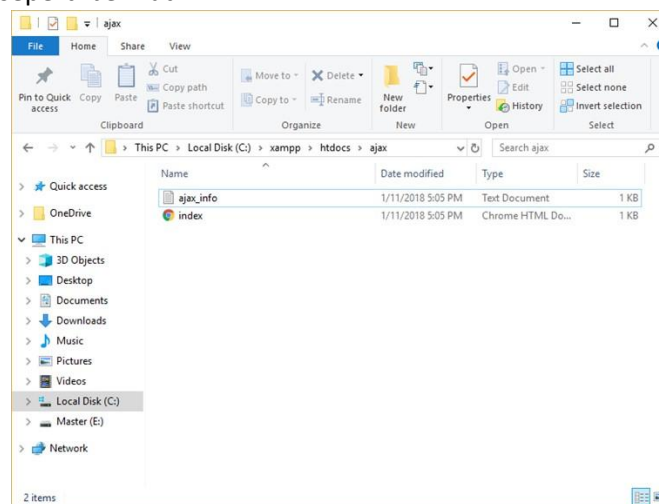 ajax
File Home Share View
Pin to Quick access
Copy
Paste
Cut
Copy path
Paste shortcut
Clipboard
Move to
Copy to
Delete
Rename
Organize
New folder
New
Properties
Open
Edit
History
Open
Select all
Select none
Invert selection
Select
This PC > Local Disk (C:) > xampp > htdocs > ajax
Search ajax
Name Date modified Type Size
ajax_info 1/11/2018 5:05 PM Text Document 1 KB
index 1/11/2018 5:05 PM Chrome HTML Do... 1 KB
Quick access
OneDrive
This PC
3D Objects
Desktop
Documents
Downloads
Music
Pictures
Videos
Local Disk (C:)
Master (E:)
Network
2 items